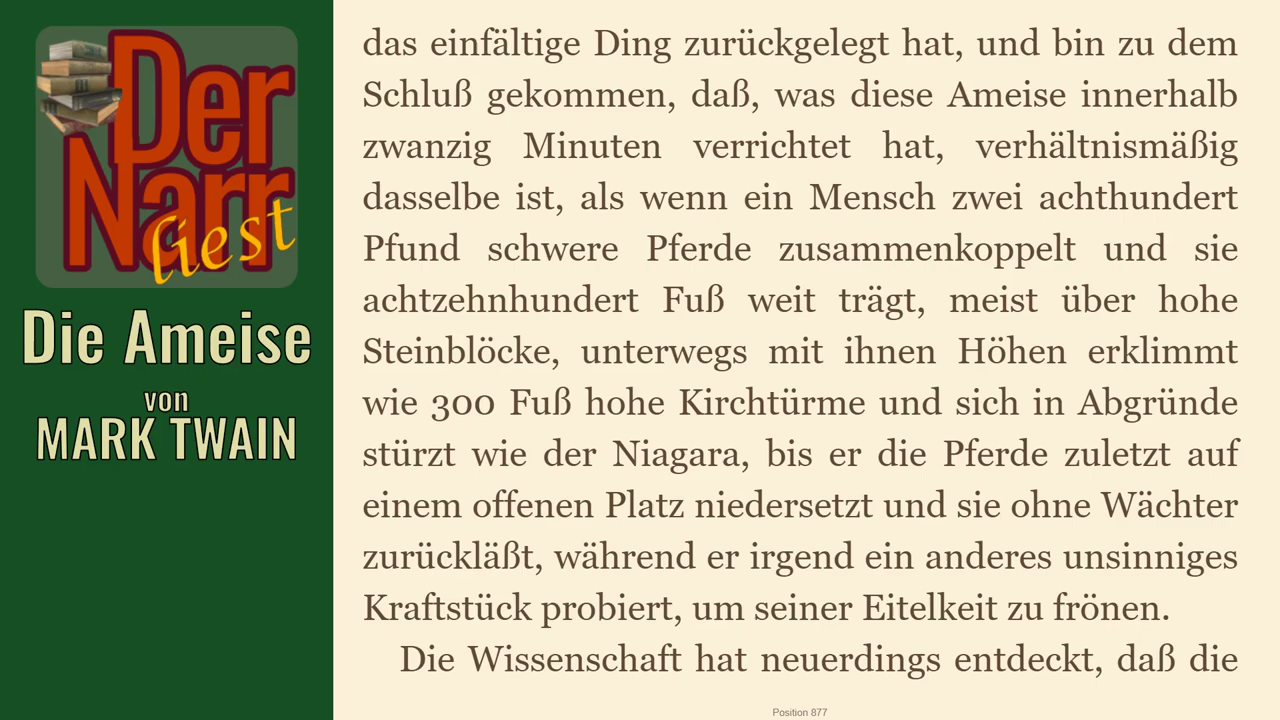 Der
Narr
liest
Die Ameise
von
MARK TWAIN
das einfältige Ding zurückgelegt hat, und bin zu dem
Schluß gekommen, daß, was diese Ameise innerhalb
zwanzig Minuten verrichtet hat, verhältnismäßig
dasselbe ist, als wenn ein Mensch zwei achthundert
Pfund schwere Pferde zusammenkoppelt und sie
achtzehnhundert Fuß weit trägt, meist über hohe
Steinblöcke, unterwegs mit ihnen Höhen erklimmt
wie 300 Fuß hohe Kirchtürme und sich in Abgründe
stürzt wie der Niagara, bis er die Pferde zuletzt auf
einem offenen Platz niedersetzt und sie ohne Wächter
zurückläßt, während er irgend ein anderes unsinniges
Kraftstück probiert, um seiner Eitelkeit zu frönen.
Die Wissenschaft hat neuerdings entdeckt, daß die
Position 877